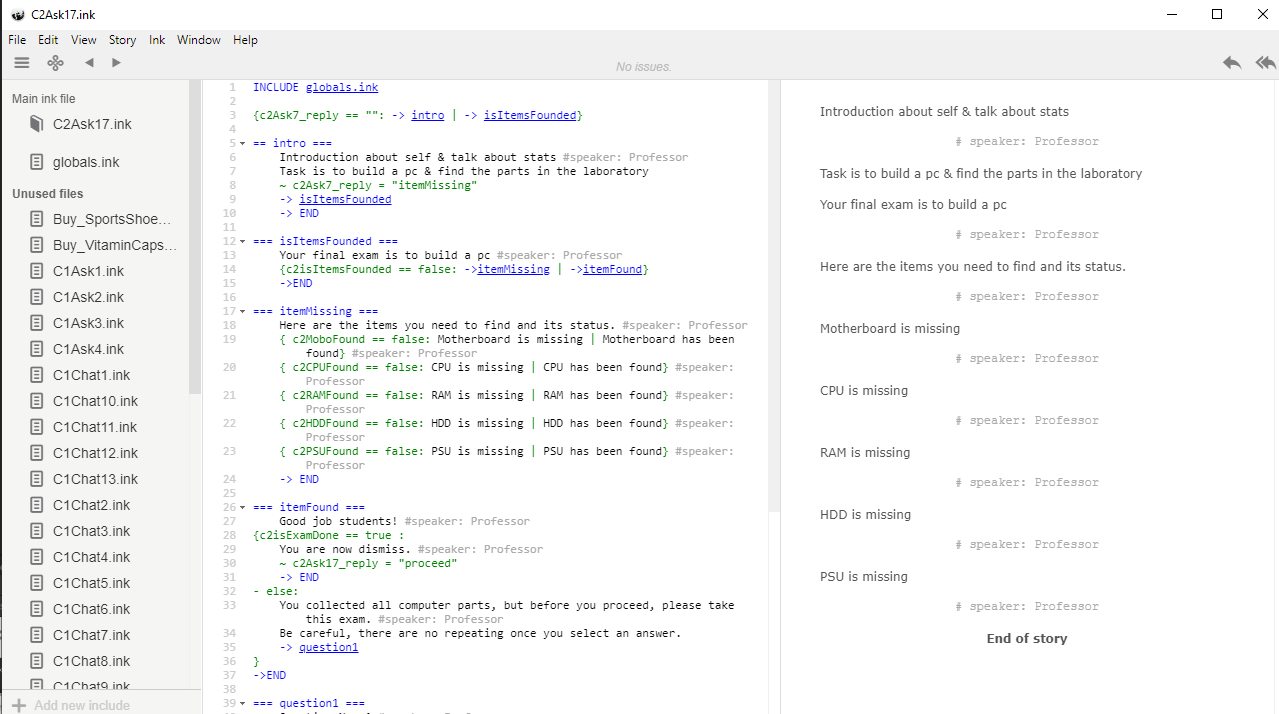 C2Ask17.ink
File Edit View Story Ink Window Help
No issues.
Main ink file
C2Ask17.ink
globals.ink
Unused files
Buy_SportsShoe...
Buy_VitaminCaps...
C1Ask1.ink
C1Ask2.ink
C1Ask3.ink
C1Ask4.ink
C1Chat1.ink
C1Chat10.ink
C1Chat11.ink
C1Chat12.ink
C1Chat13.ink
C1Chat2.ink
C1Chat3.ink
C1Chat4.ink
C1Chat5.ink
C1Chat6.ink
C1Chat7.ink
C1Chat8.ink
C1Chat9.ink
Add new include
1 INCLUDE globals.ink
2
3 {c2Ask7_reply == "": -> intro | -> isItemsFounded}
4
5 == intro ===
6 Introduction about self & talk about stats #speaker: Professor
7 Task is to build a pc & find the parts in the laboratory
8 ~ c2Ask7_reply = "itemMissing"
9 -> isItemsFounded
10 -> END
11
12 === isItemsFounded ===
13 Your final exam is to build a pc #speaker: Professor
14 {c2isItemsFounded == false: ->itemMissing | ->itemFound}
15 ->END
16
17 === itemMissing ===
18 Here are the items you need to find and its status. #speaker: Professor
19 { c2MoboFound == false: Motherboard is missing | Motherboard has been
found} #speaker: Professor
20 { c2CPUFound == false: CPU is missing | CPU has been found} #speaker:
Professor
21 { c2RAMFound == false: RAM is missing | RAM has been found} #speaker:
Professor
22 { c2HDDFound == false: HDD is missing | HDD has been found} #speaker:
Professor
23 { c2PSUFound == false: PSU is missing | PSU has been found} #speaker:
Professor
24 -> END
25
26 === itemFound ===
27 Good job students! #speaker: Professor
28 {c2isExamDone == true :
29 You are now dismiss. #speaker: Professor
30 ~ c2Ask17_reply = "proceed"
31 -> END
32 - else:
33 You collected all computer parts, but before you proceed, please take
this exam. #speaker: Professor
34 Be careful, there are no repeating once you select an answer.
35 -> question1
36 }
37 ->END
38
39 === question1 ===
Introduction about self & talk about stats
# speaker: Professor
Task is to build a pc & find the parts in the laboratory
Your final exam is to build a pc
# speaker: Professor
Here are the items you need to find and its status.
# speaker: Professor
Motherboard is missing
# speaker: Professor
CPU is missing
# speaker: Professor
RAM is missing
# speaker: Professor
HDD is missing
# speaker: Professor
PSU is missing
# speaker: Professor
End of story